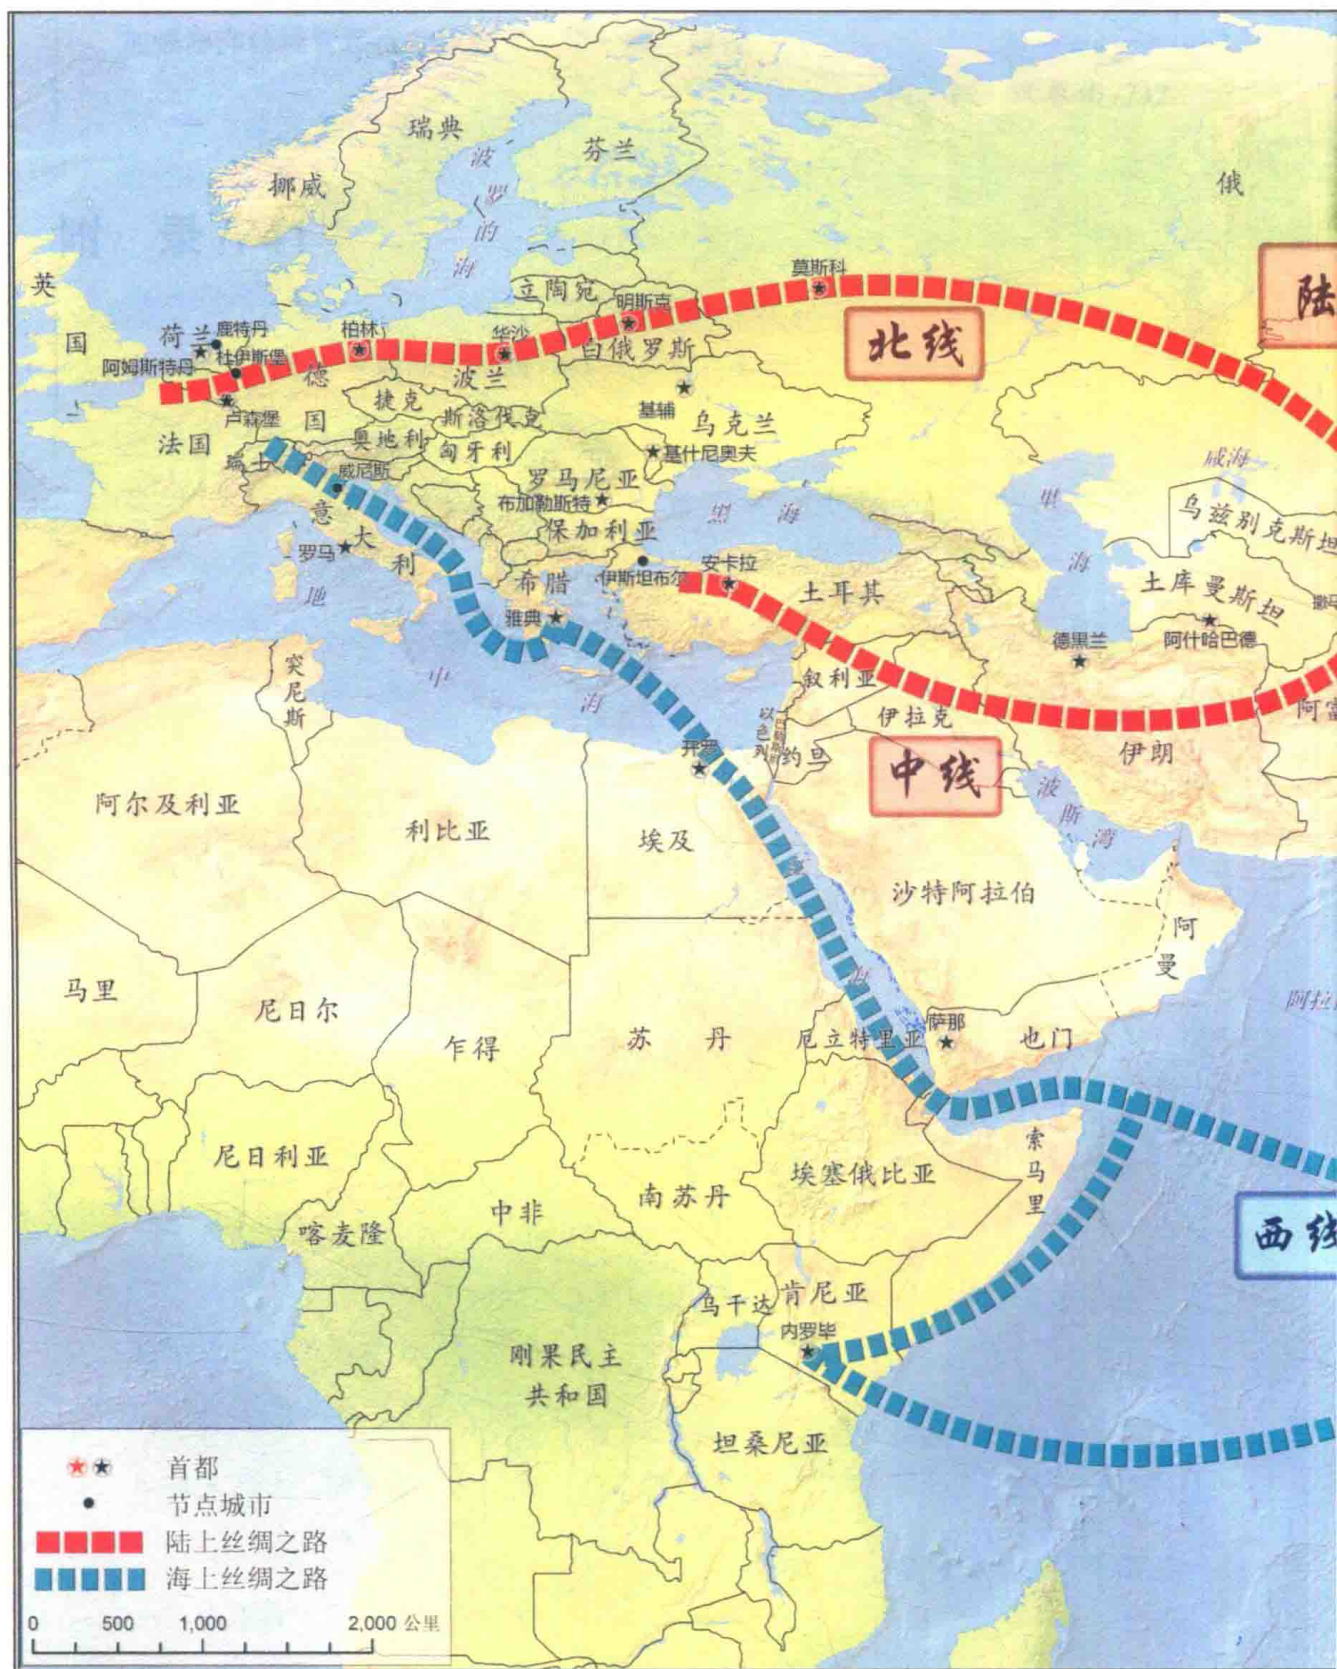 瑞典
芬兰
挪威
波罗的海
俄
英国
立陶宛
明斯克
莫斯科
陆
北线
荷兰
鹿特丹
柏林
华沙
白俄罗斯
阿姆斯特丹
杜伊斯堡
德国
波兰
卢森堡
捷克
斯洛伐克
基辅
乌克兰
法国
奥地利
匈牙利
基什尼奥夫
瑞士
威尼斯
罗马尼亚
布加勒斯特
黑海
里海
咸海
乌兹别克斯坦
意大利
罗马
保加利亚
伊斯坦布尔
安卡拉
土耳其
土库曼斯坦
阿什哈巴德
希腊
雅典
德黑兰
地中海
突尼斯
叙利亚
伊拉克
以色列
约旦
伊朗
阿富
中线
开罗
波斯湾
阿尔及利亚
利比亚
埃及
沙特阿拉伯
阿曼
阿拉
马里
尼日尔
乍得
苏丹
海
厄立特里亚
萨那
也门
尼日利亚
索马里
埃塞俄比亚
南苏丹
中非
喀麦隆
西线
乌干达
肯尼亚
内罗毕
刚果民主
共和国
坦桑尼亚
首都
节点城市
陆上丝绸之路
海上丝绸之路
0 500 1,000 2,000 公里